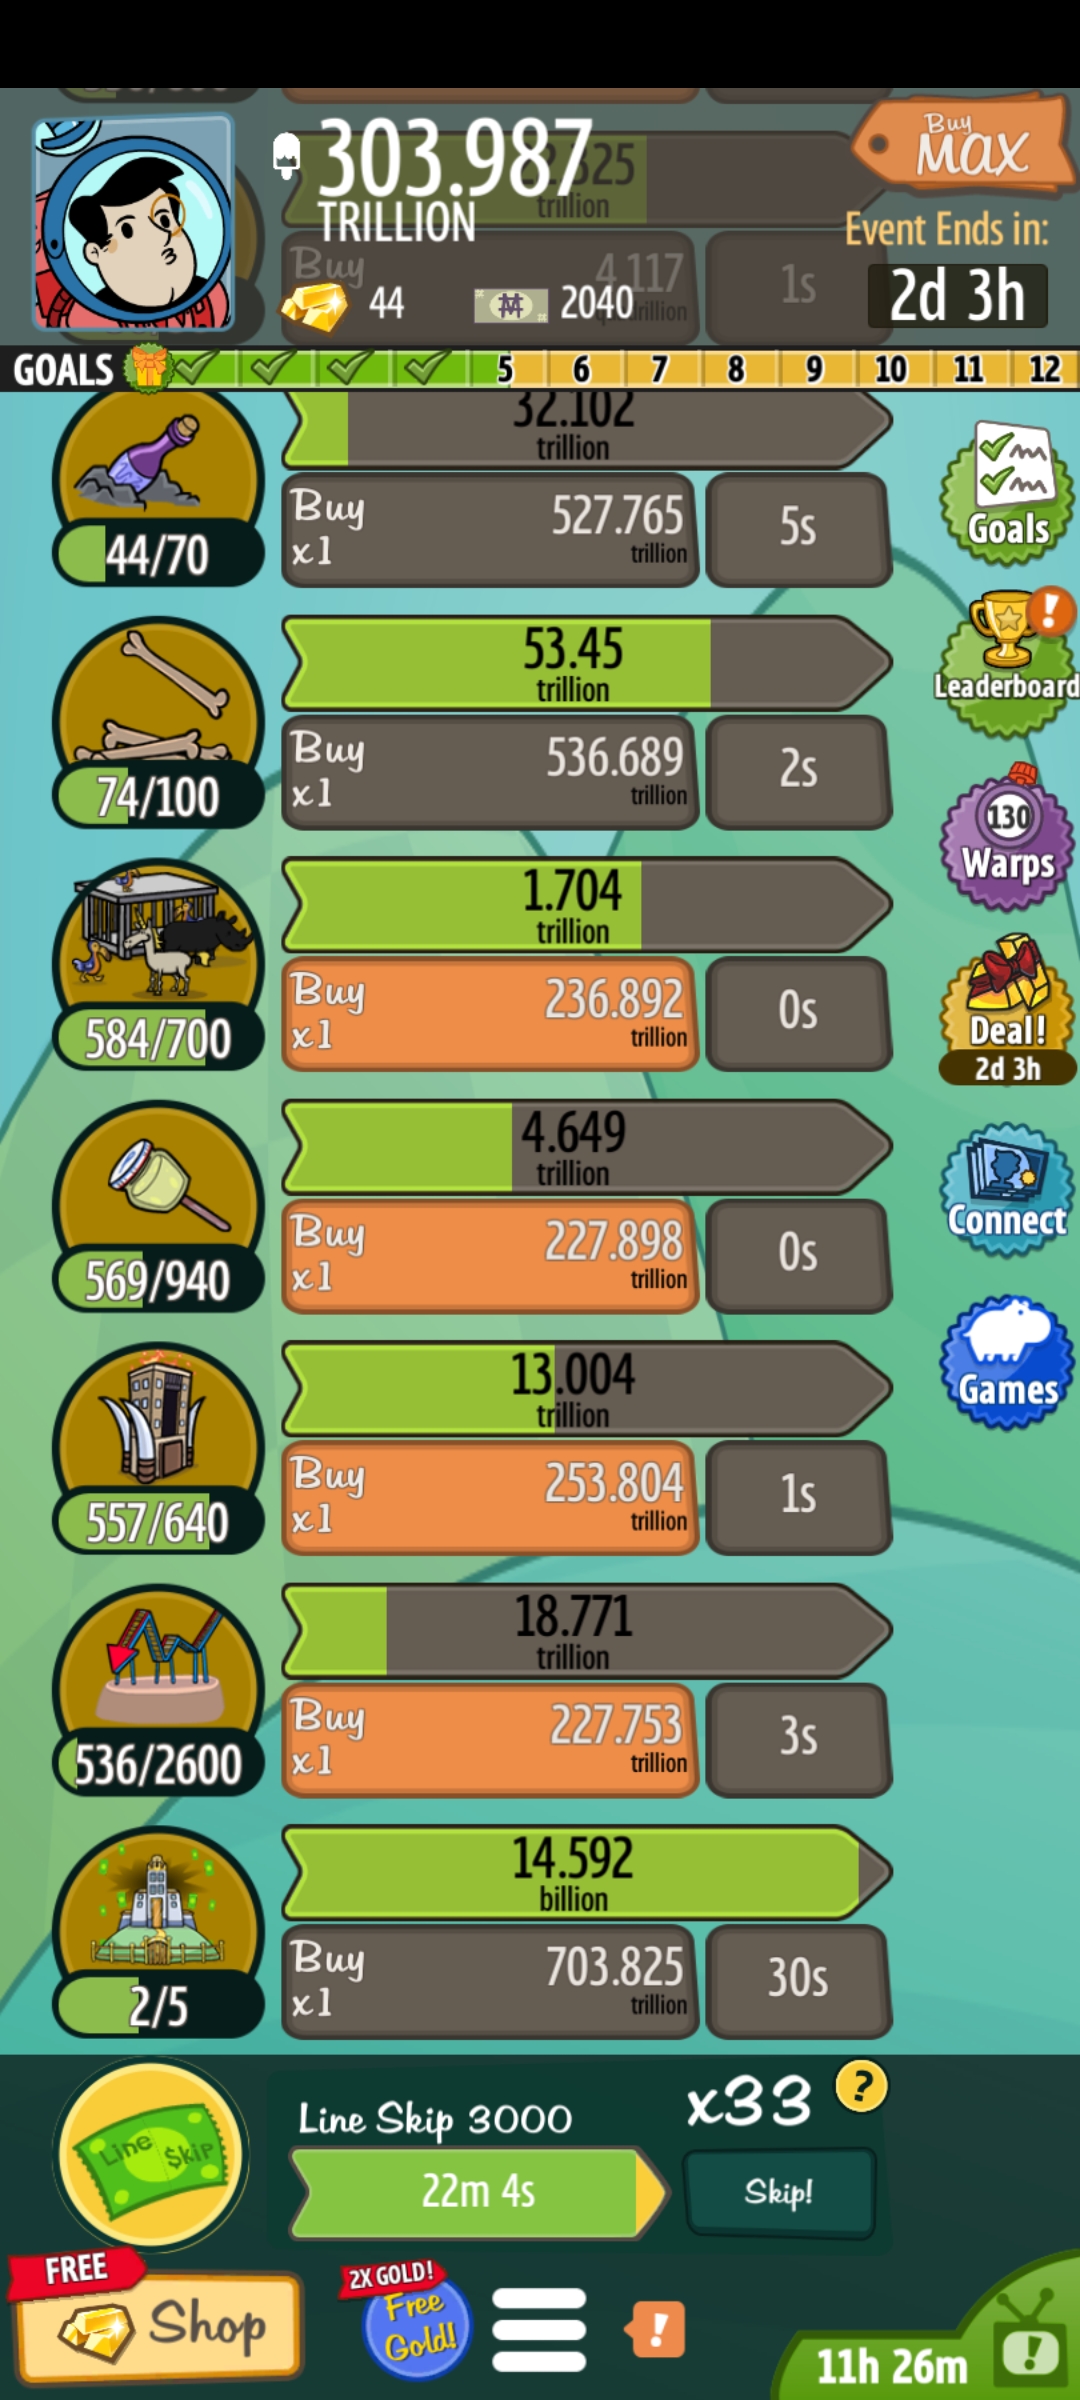 303.987
TRILLION
Buy
MAX
Event Ends in:
2d 3h
44
2040
trillion
Buy
4.117
1s
GOALS
5 6 7 8 9 10 11 12
32.102
trillion
44/70
Buy
x1
527.765
trillion
5s
Goals
53.45
trillion
74/100
Buy
x1
536.689
trillion
2s
Leaderboard
1.704
trillion
584/700
Buy
x1
236.892
trillion
0s
130
Warps
Deal!
2d 3h
4.649
trillion
569/940
Buy
x1
227.898
trillion
0s
Connect
13.004
trillion
557/640
Buy
x1
253.804
trillion
1s
Games
18.771
trillion
536/2600
Buy
x1
227.753
trillion
3s
14.592
billion
2/5
Buy
x1
703.825
trillion
30s
Line $kip
Line Skip 3000
x33
?
22m 4s
Skip!
FREE
Shop
2X GOLD!
Free
Gold!
!
11h 26m
!